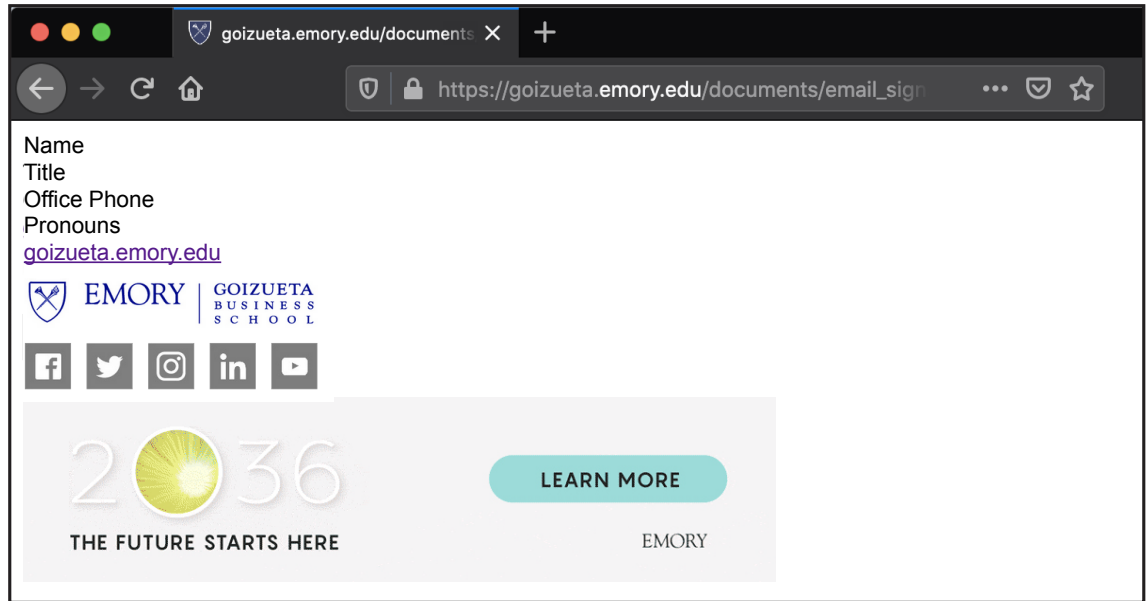 goizueta.emory.edu/documents
https://goizueta.emory.edu/documents/email_sign
Name
Title
Office Phone
Pronouns
goizueta.emory.edu
EMORY GOIZUETA
BUSINESS
SCHOOL
2036
LEARN MORE
THE FUTURE STARTS HERE
EMORY